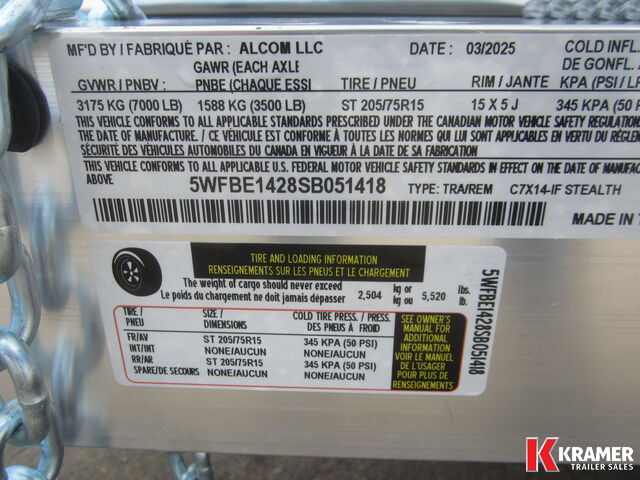 MF'D BY / FABRIQUÉ PAR : ALCOM LLC DATE : 03/2025 COLD INFL.
GAWR (EACH AXLE DE GONFL.
GVWR / PNBV : PNBE (CHAQUE ESSI TIRE / PNEU RIM / JANTE KPA (PSI /
3175 KG (7000 LB) 1588 KG (3500 LB) ST 205/75R15 15 X 5 J 345 KPA (50
THIS VEHICLE CONFORMS TO ALL APPLICABLE STANDARDS PRESCRIBED UNDER THE CANADIAN MOTOR VEHICLE SAFETY
THE DATE OF MANUFACTURE. / CE VÉHICULE EST CONFORME À TOUTES LES NORMES QUI LUI SONT APPLICABLES EN VERTU DU RÉGLEM
SÉCURITÉ DES VÉHICULES AUTOMOBILES DU CANADA EN VIGUEUR À LA DATE DE SA FABRICATION
THIS VEHICLE CONFORMS TO ALL APPLICABLE U.S. FEDERAL MOTOR VEHICLE SAFETY STANDARDS IN EFFECT ON THE DATE OF
ABOVE 5WFBE1428SB051418 TYPE: TRA/REM C7X14-IF STEALTH
MADE IN
TIRE AND LOADING INFORMATION
RENSEIGNEMENTS SUR LES PNEUS ET LE CHARGEMENT
The weight of cargo should never exceed
Le poids du chargement ne doit jamais dépasser 2,504 kg or kg ou 5,520 lbs. lb.
TIRE / PNEU SIZE / DIMENSIONS COLD TIRE PRESS. / PRESS. DES PNEUS À FROID
FR/AV ST 205/75R15 345 KPA (50 PSI)
INT/INT NONE/AUCUN NONE/AUCUN
RR/AR ST 205/75R15 345 KPA (50 PSI)
SPARE/DE SECOURS NONE/AUCUN NONE/AUCUN
SEE OWNER'S
MANUAL FOR
ADDITIONAL
INFORMATION
VOIR LE MANUEL
DE L'USAGER
POUR PLUS DE
RENSEIGNEMENTS
5WFBE1428SB051418
K KRAMER
TRAILER SALES